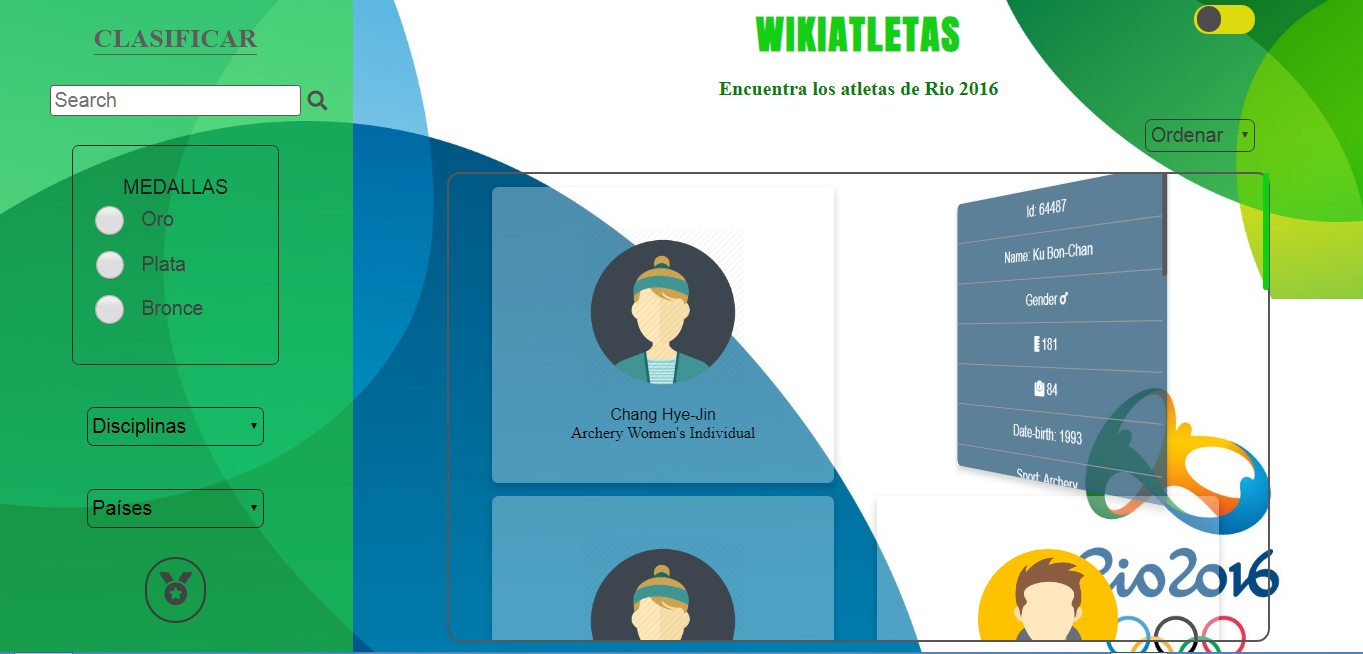 CLASIFICAR
Search
MEDALLAS
Oro
Plata
Bronce
Disciplinas
Países
WIKIATLETAS
Encuentra los atletas de Rio 2016
Ordenar
Chang Hye-Jin
Archery Women's Individual
Id: 64487
Name: Ku Bon-Chan
Gender
181
84
Date-birth: 1993
Sport: Archery
Rio2016